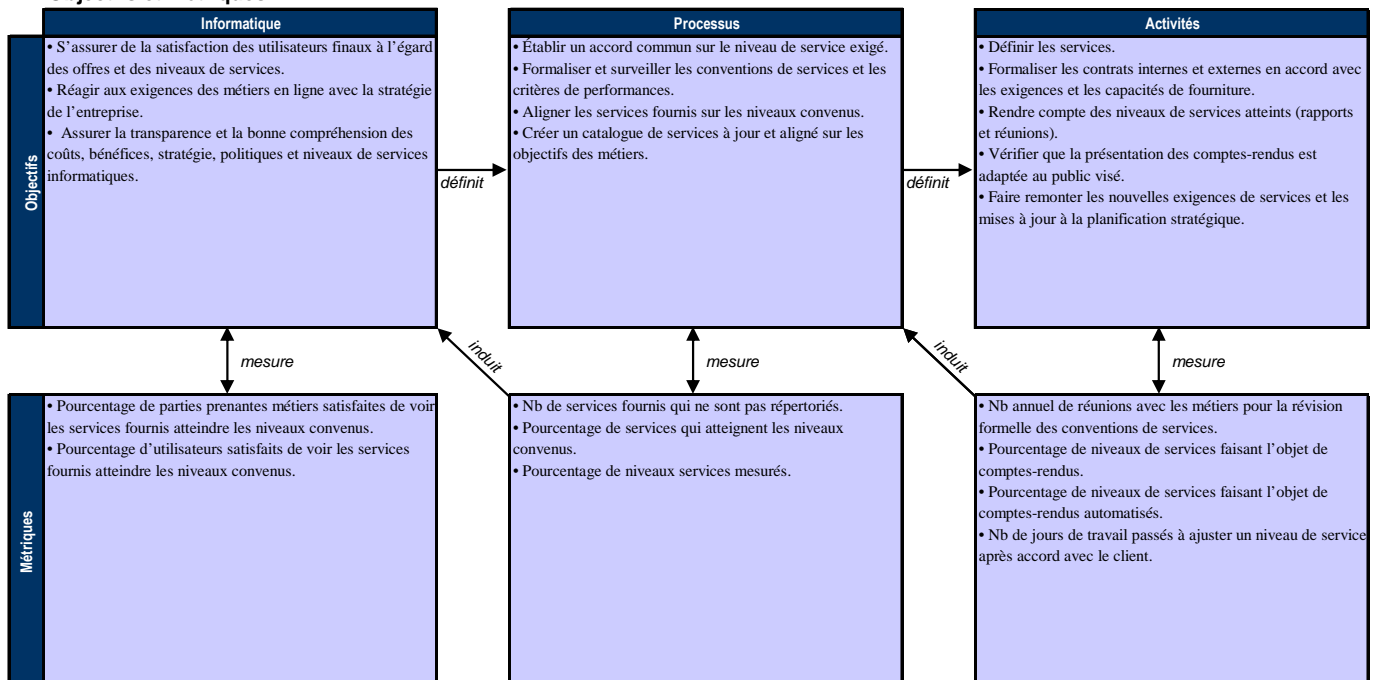 Informatique
Processus
Activités
Objectifs
• S’assurer de la satisfaction des utilisateurs finaux à l’égard
des offres et des niveaux de services.
• Réagir aux exigences des métiers en ligne avec la stratégie
de l’entreprise.
• Assurer la transparence et la bonne compréhension des
coûts, bénéfices, stratégie, politiques et niveaux de services
informatiques.
définit
• Établir un accord commun sur le niveau de service exigé.
• Formaliser et surveiller les conventions de services et les
critères de performances.
• Aligner les services fournis sur les niveaux convenus.
• Créer un catalogue de services à jour et aligné sur les
objectifs des métiers.
définit
• Définir les services.
• Formaliser les contrats internes et externes en accord avec
les exigences et les capacités de fourniture.
• Rendre compte des niveaux de services atteints (rapports
et réunions).
• Vérifier que la présentation des comptes-rendus est
adaptée au public visé.
• Faire remonter les nouvelles exigences de services et les
mises à jour à la planification stratégique.
mesure
induit
mesure
induit
mesure
Métriques
• Pourcentage de parties prenantes métiers satisfaites de voir
les services fournis atteindre les niveaux convenus.
• Pourcentage d’utilisateurs satisfaits de voir les services
fournis atteindre les niveaux convenus.
• Nb de services fournis qui ne sont pas répertoriés.
• Pourcentage de services qui atteignent les niveaux
convenus.
• Pourcentage de niveaux services mesurés.
• Nb annuel de réunions avec les métiers pour la révision
formelle des conventions de services.
• Pourcentage de niveaux de services faisant l’objet de
comptes-rendus.
• Pourcentage de niveaux de services faisant l’objet de
comptes-rendus automatisés.
• Nb de jours de travail passés à ajuster un niveau de service
après accord avec le client.